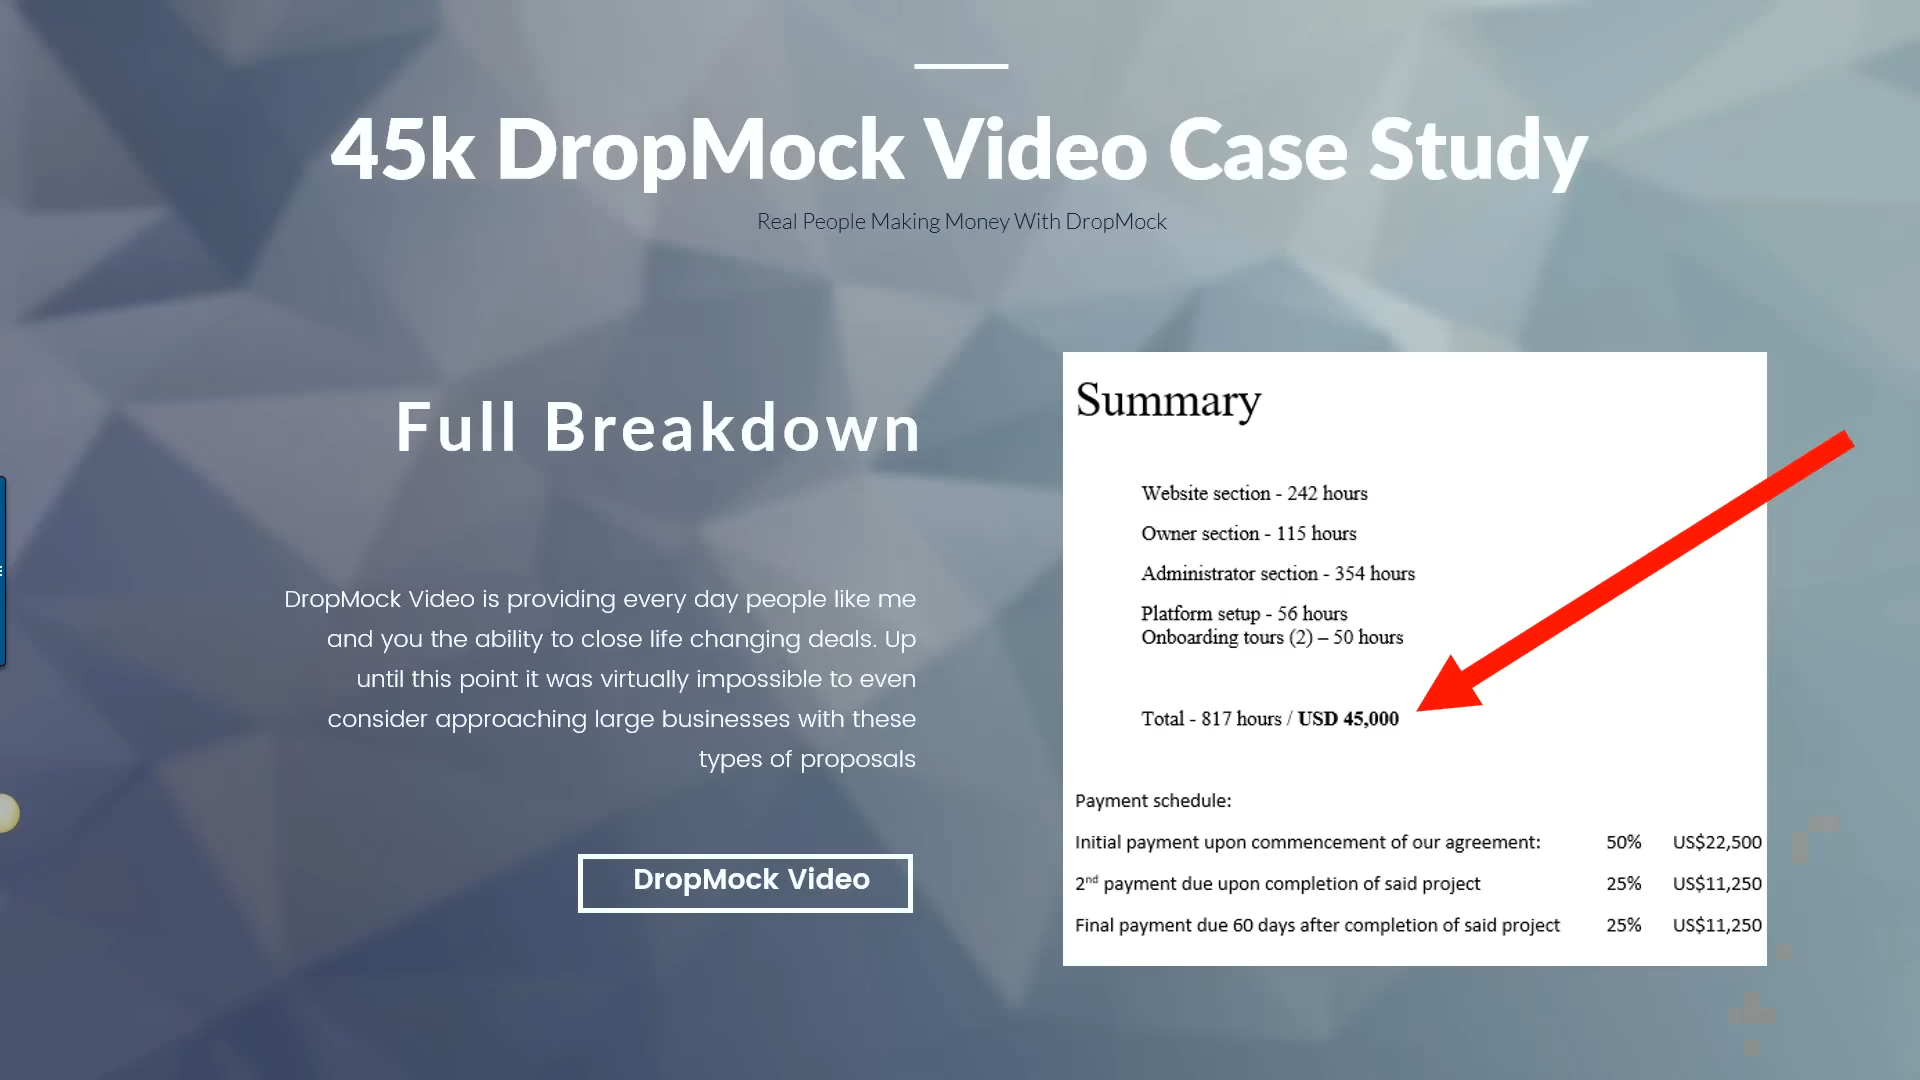 45k DropMock Video Case Study
Real People Making Money With DropMock
Full Breakdown
DropMock Video is providing every day people like me
and you the ability to close life changing deals. Up
until this point it was virtually impossible to even
consider approaching large businesses with these
types of proposals
DropMock Video
Summary
Website section - 242 hours
Owner section - 115 hours
Administrator section - 354 hours
Platform setup - 56 hours
Onboarding tours (2) – 50 hours
Total - 817 hours / USD 45,000
Payment schedule:
Initial payment upon commencement of our agreement: 50% US$22,500
2nd payment due upon completion of said project 25% US$11,250
Final payment due 60 days after completion of said project 25% US$11,250